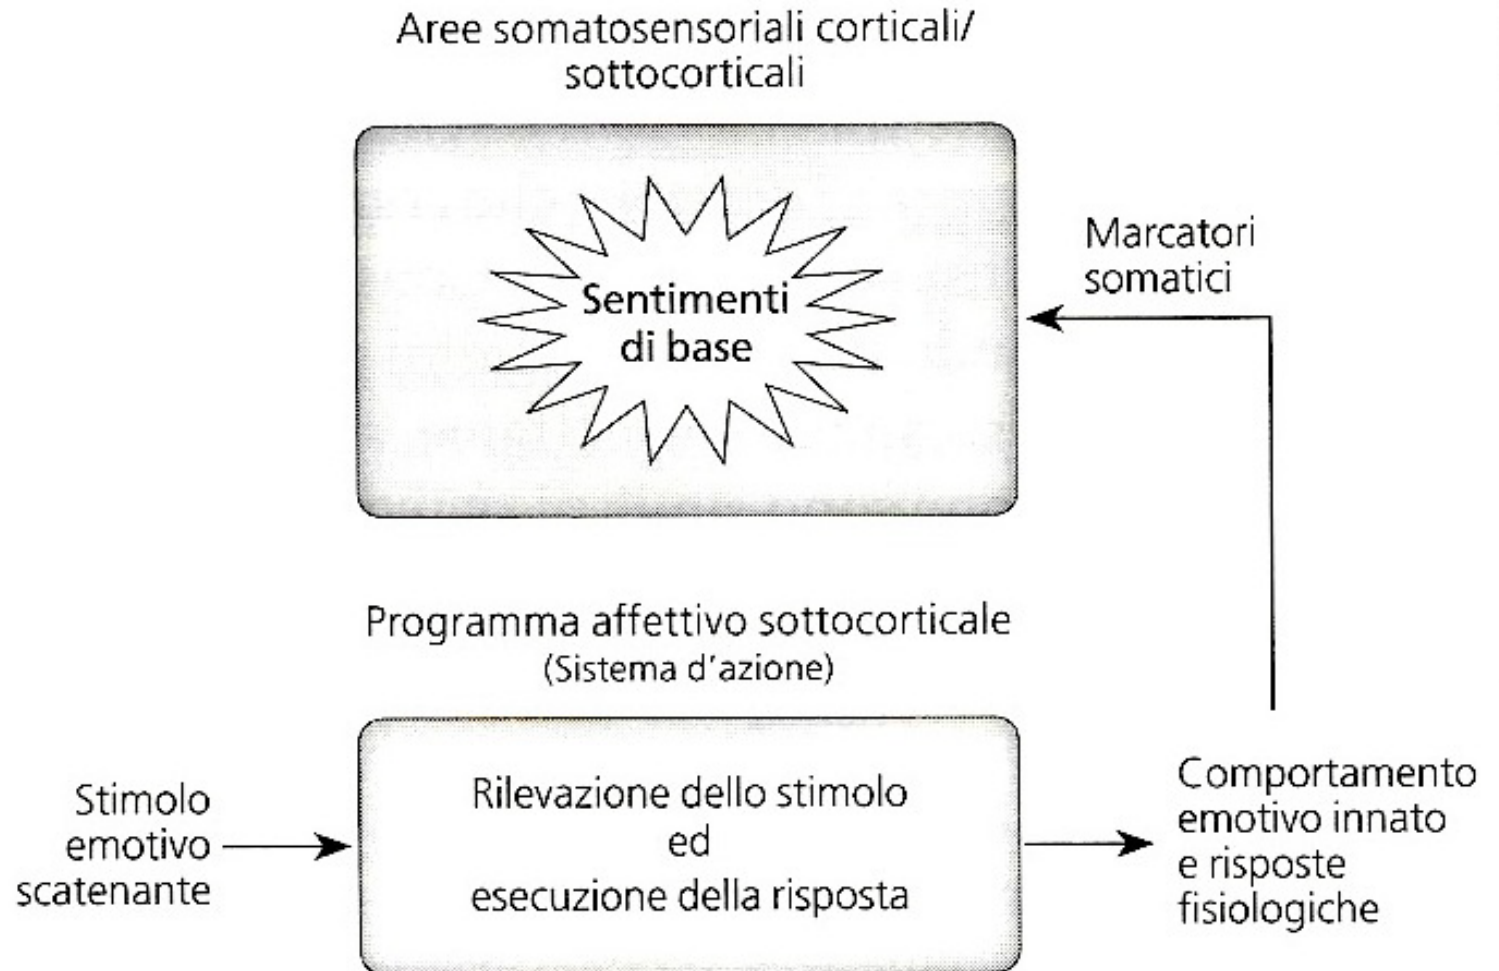 Aree somatosensoriali corticali/
sottocorticali
Sentimenti
di base
Marcatori
somatici
Programma affettivo sottocorticale
(Sistema d'azione)
Stimolo
emotivo
scatenante
Rilevazione dello stimolo
ed
esecuzione della risposta
Comportamento
emotivo innato
e risposte
fisiologiche